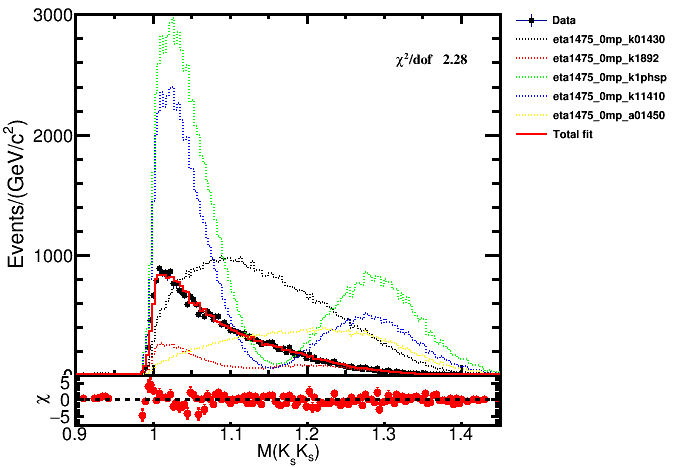 χ²/dof 2.28
Data
eta1475_0mp_k01430
eta1475_0mp_k1892
eta1475_0mp_k1phsp
eta1475_0mp_k11410
eta1475_0mp_a01450
Total fit
Events/(GeV/c²)
3000
2000
1000
0
χ
5
0
−5
0.9 1 1.1 1.2 1.3 1.4
M(KₛKₛ)